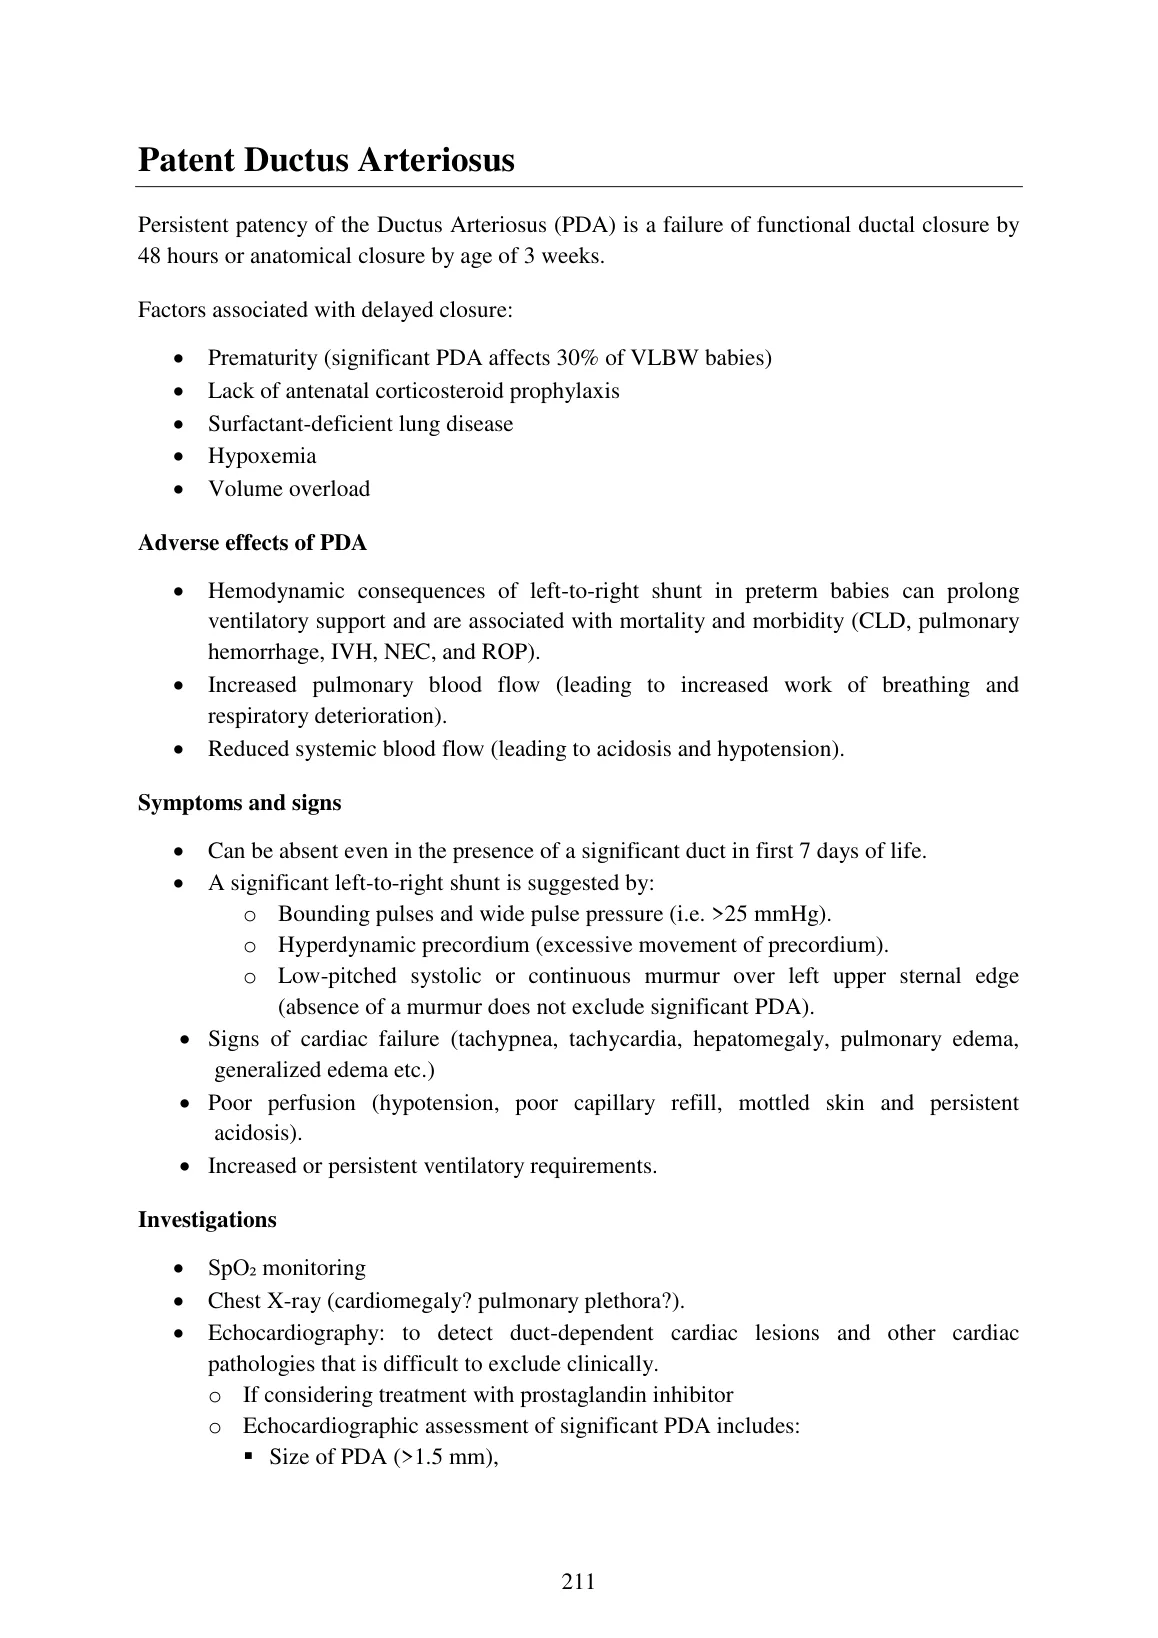 Patent Ductus Arteriosus
Persistent patency of the Ductus Arteriosus (PDA) is a failure of functional ductal closure by
48 hours or anatomical closure by age of 3 weeks.
Factors associated with delayed closure:
• Prematurity (significant PDA affects 30% of VLBW babies)
• Lack of antenatal corticosteroid prophylaxis
• Surfactant-deficient lung disease
• Hypoxemia
• Volume overload
Adverse effects of PDA
• Hemodynamic consequences of left-to-right shunt in preterm babies can prolong
ventilatory support and are associated with mortality and morbidity (CLD, pulmonary
hemorrhage, IVH, NEC, and ROP).
• Increased pulmonary blood flow (leading to increased work of breathing and
respiratory deterioration).
• Reduced systemic blood flow (leading to acidosis and hypotension).
Symptoms and signs
• Can be absent even in the presence of a significant duct in first 7 days of life.
• A significant left-to-right shunt is suggested by:
o Bounding pulses and wide pulse pressure (i.e. >25 mmHg).
o Hyperdynamic precordium (excessive movement of precordium).
o Low-pitched systolic or continuous murmur over left upper sternal edge
(absence of a murmur does not exclude significant PDA).
• Signs of cardiac failure (tachypnea, tachycardia, hepatomegaly, pulmonary edema,
generalized edema etc.)
• Poor perfusion (hypotension, poor capillary refill, mottled skin and persistent
acidosis).
• Increased or persistent ventilatory requirements.
Investigations
• SpO₂ monitoring
• Chest X-ray (cardiomegaly? pulmonary plethora?).
• Echocardiography: to detect duct-dependent cardiac lesions and other cardiac
pathologies that is difficult to exclude clinically.
o If considering treatment with prostaglandin inhibitor
o Echocardiographic assessment of significant PDA includes:
▪ Size of PDA (>1.5 mm),
211